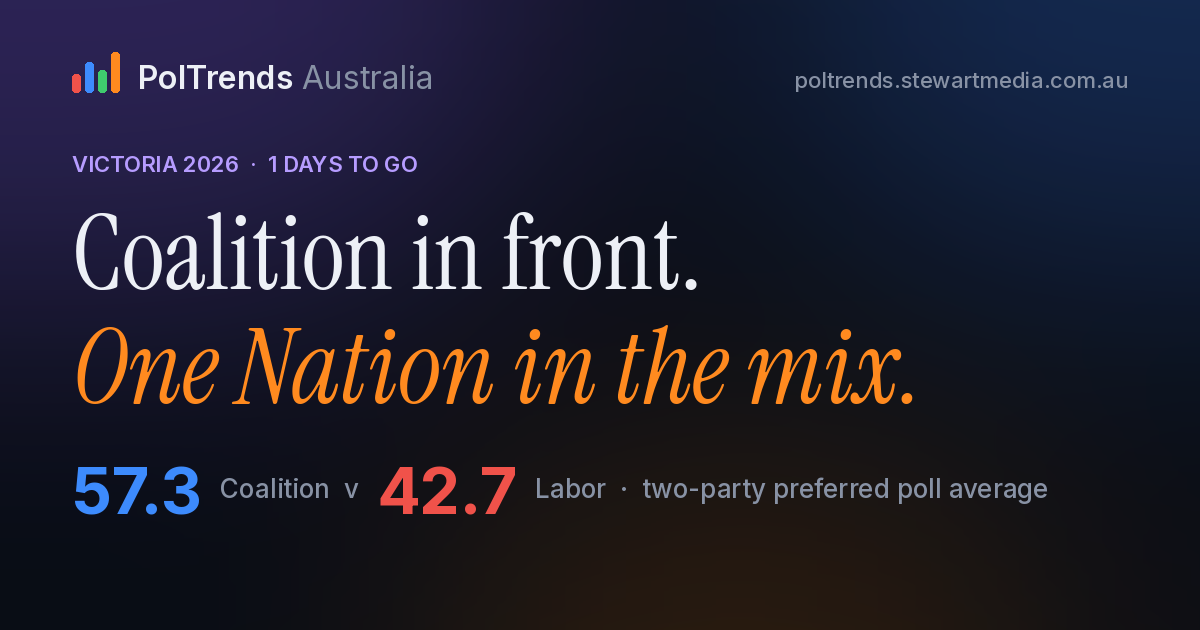 PolTrends Australia
poltrends.stewartmedia.com.au
VICTORIA 2026 · 1 DAYS TO GO
Coalition in front.
One Nation in the mix.
57.3 Coalition v 42.7 Labor · two-party preferred poll average